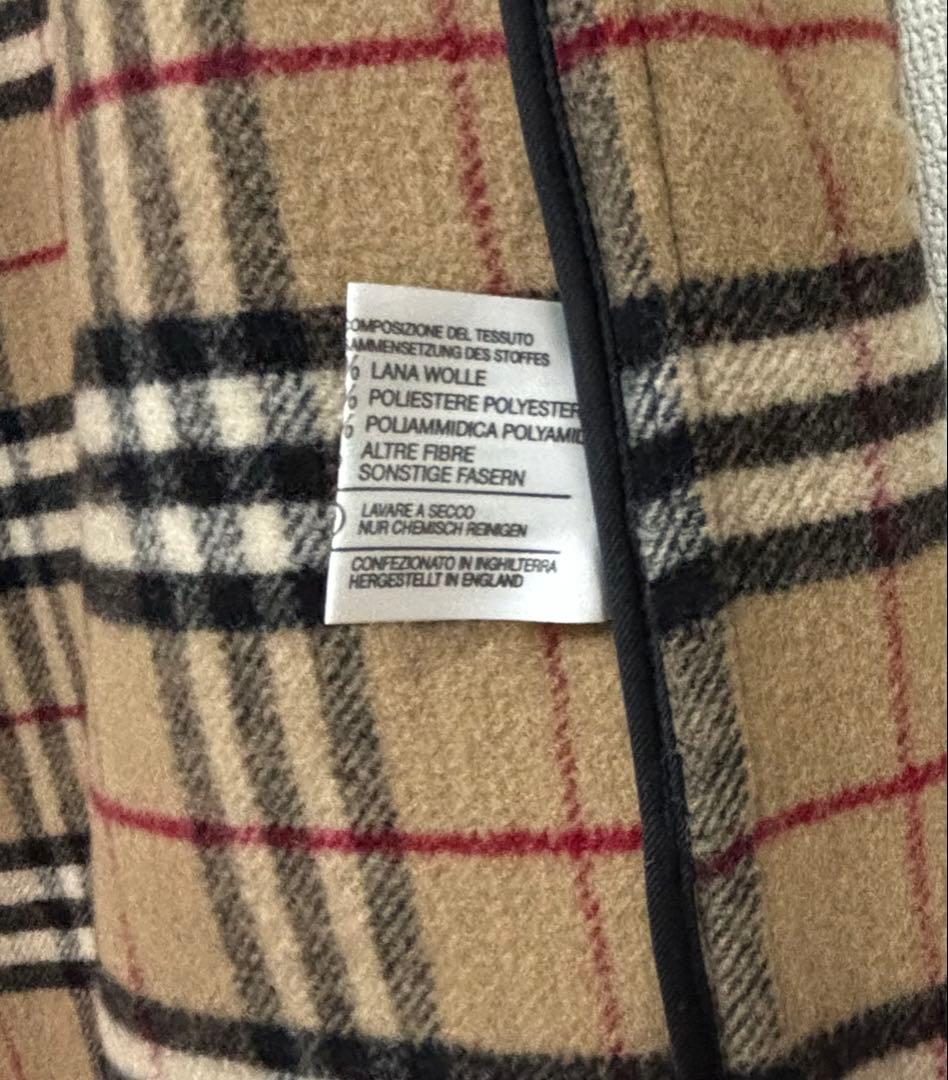 OMPOSIZIONE DEL TESSUTO
AMMENSETZUNG DES STOFFES
% LANA WOLLE
% POLIESTERE POLYESTER
% POLIAMMIDICA POLYAMID
ALTRE FIBRE
SONSTIGE FASERN
LAVARE A SECCO
NUR CHEMISCH REINIGEN
CONFEZIONATO IN INGHILTERRA
HERGESTELLT IN ENGLAND